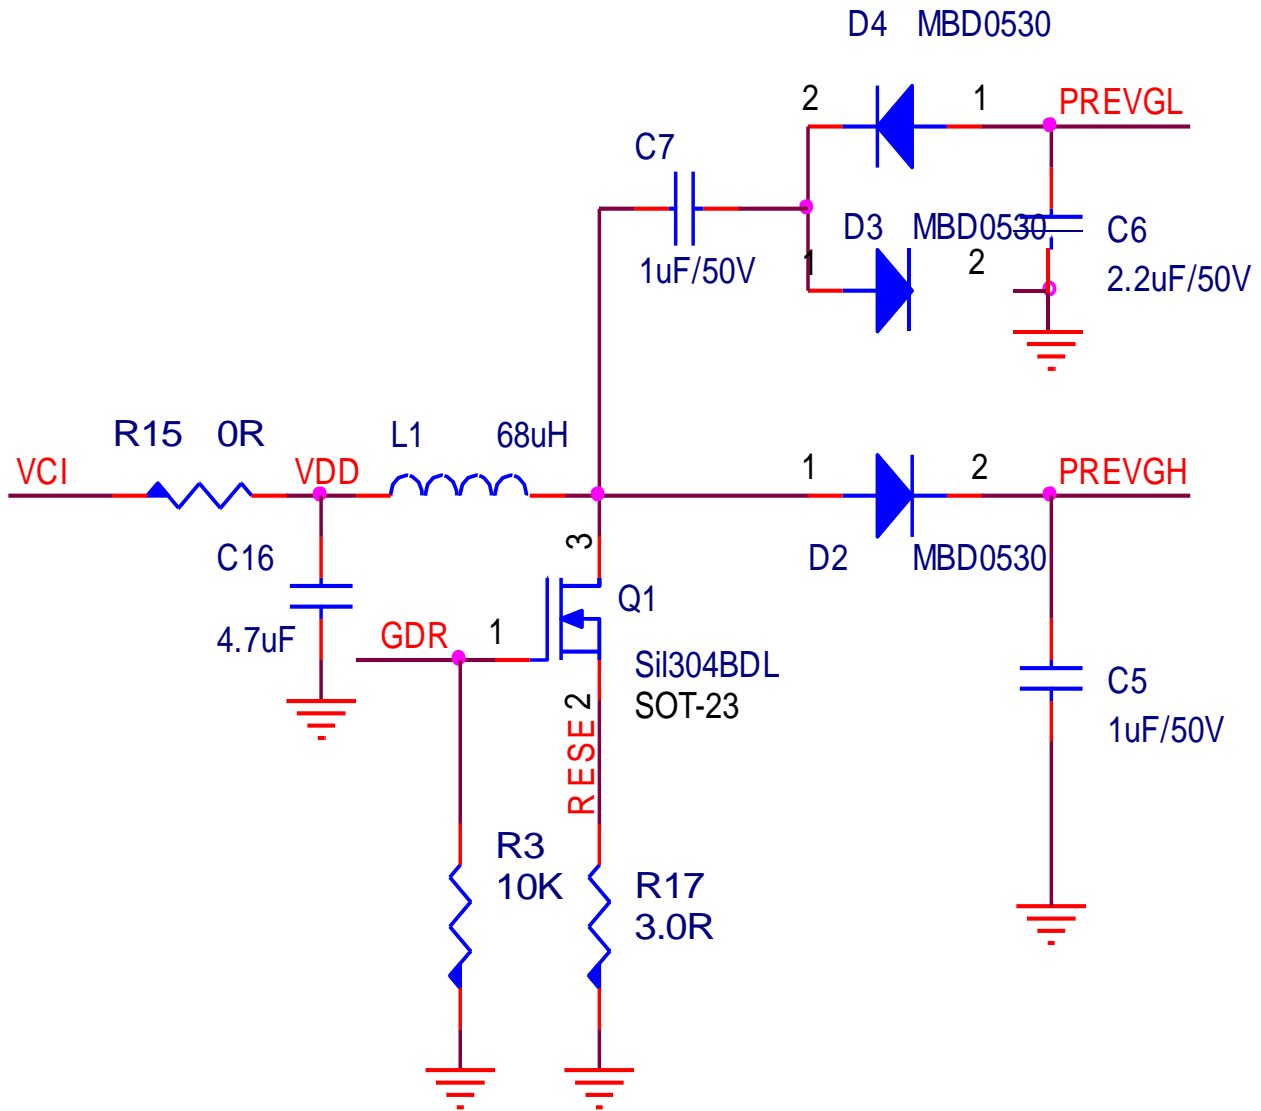 D4 MBD0530
2 1 PREVGL
C7
D3 MBD0530 C6
1uF/50V 1 2 2.2uF/50V
R15 0R L1 68uH
VCI VDD 1 2 PREVGH
C16 3 D2 MBD0530
Q1
4.7uF GDR 1
Sil304BDL C5
2 SOT-23
RESE 1uF/50V
R3
10K R17
3.0R